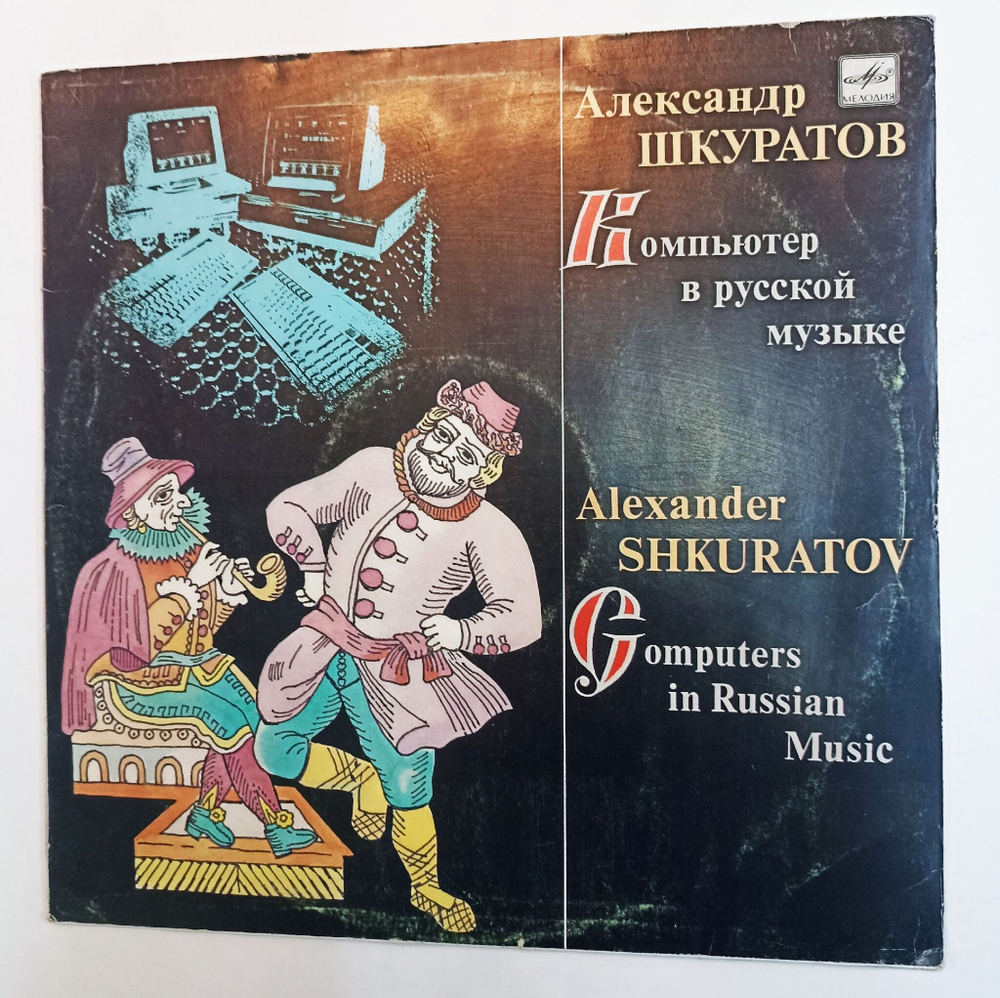 Александр
ШКУРАТОВ
МЕЛОДИЯ
Компьютер
в русской
музыке
Alexander
SHKURATOV
Computers
in Russian
Music